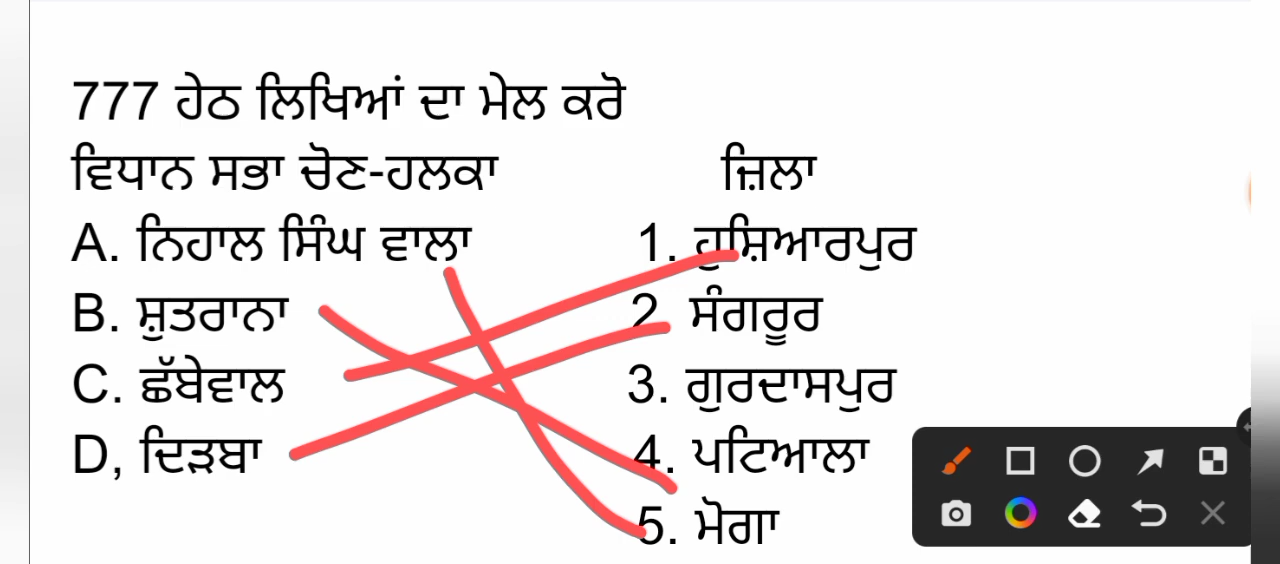 777 ਹੇਠ ਲਿਖਿਆਂ ਦਾ ਮੇਲ ਕਰੋ
ਵਿਧਾਨ ਸਭਾ ਚੋਣ-ਹਲਕਾ ਜ਼ਿਲਾ
A. ਨਿਹਾਲ ਸਿੰਘ ਵਾਲਾ 1. ਹੁਸ਼ਿਆਰਪੁਰ
B. ਸ਼ੁਤਰਾਨਾ 2. ਸੰਗਰੂਰ
C. ਛੱਬੇਵਾਲ 3. ਗੁਰਦਾਸਪੁਰ
D, ਦਿੜਬਾ 4. ਪਟਿਆਲਾ
5. ਮੋਗਾ